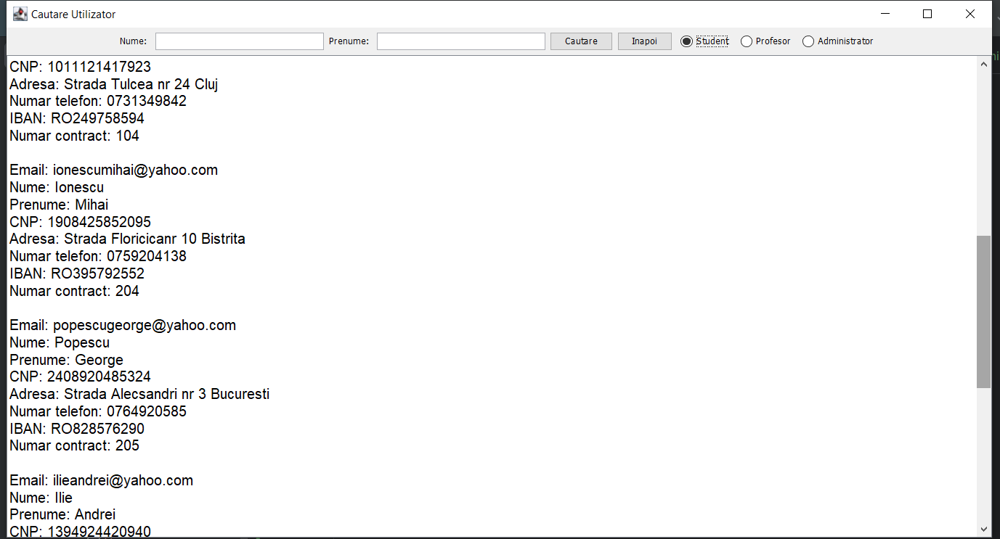 Cautare Utilizator
Nume: Prenume: Cautare Inapoi Student Profesor Administrator
CNP: 1011121417923
Adresa: Strada Tulcea nr 24 Cluj
Numar telefon: 0731349842
IBAN: RO249758594
Numar contract: 104
Email: ionescumihai@yahoo.com
Nume: Ionescu
Prenume: Mihai
CNP: 1908425852095
Adresa: Strada Floricicanr 10 Bistrita
Numar telefon: 0759204138
IBAN: RO395792552
Numar contract: 204
Email: popescugeorge@yahoo.com
Nume: Popescu
Prenume: George
CNP: 2408920485324
Adresa: Strada Alecsandri nr 3 Bucuresti
Numar telefon: 0764920585
IBAN: RO828576290
Numar contract: 205
Email: ilieandrei@yahoo.com
Nume: Ilie
Prenume: Andrei
CNP: 1394924420940